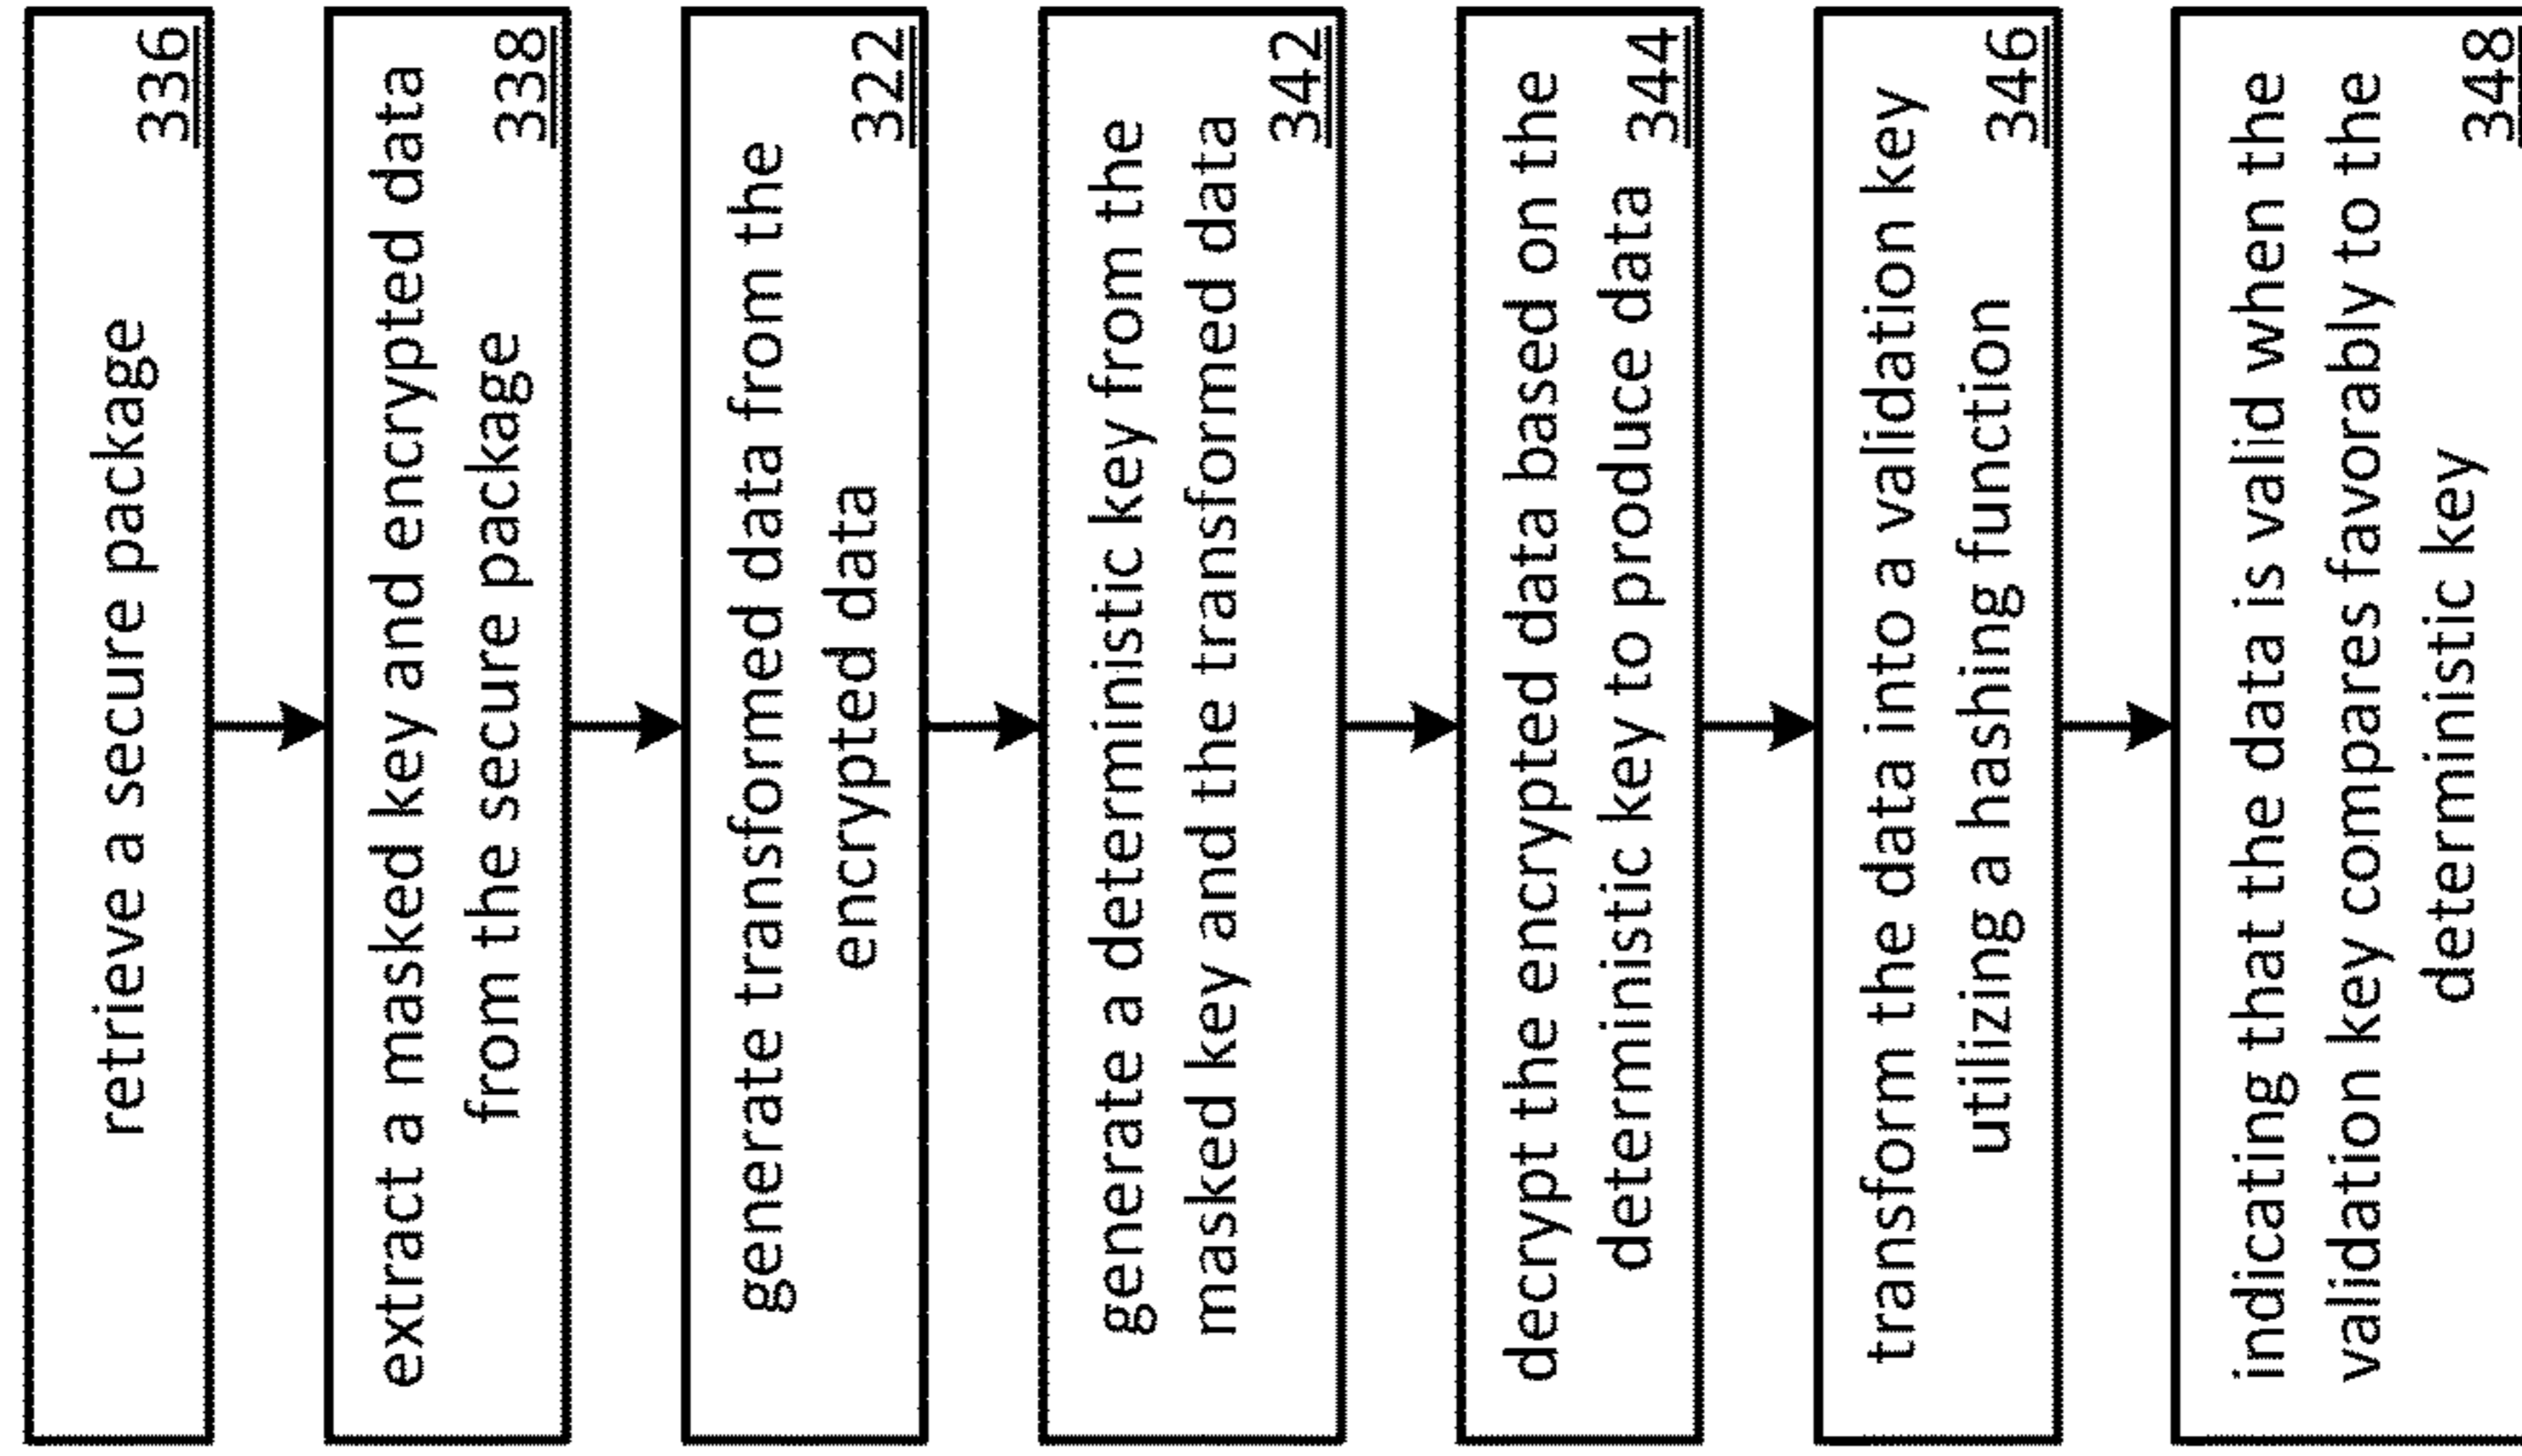 retrieve a secure package
336
extract a masked key and encrypted data
from the secure package
338
generate transformed data from the
encrypted data
322
generate a deterministic key from the
masked key and the transformed data
342
decrypt the encrypted data based on the
deterministic key to produce data
344
transform the data into a validation key
utilizing a hashing function
346
indicating that the data is valid when the
validation key compares favorably to the
deterministic key
348